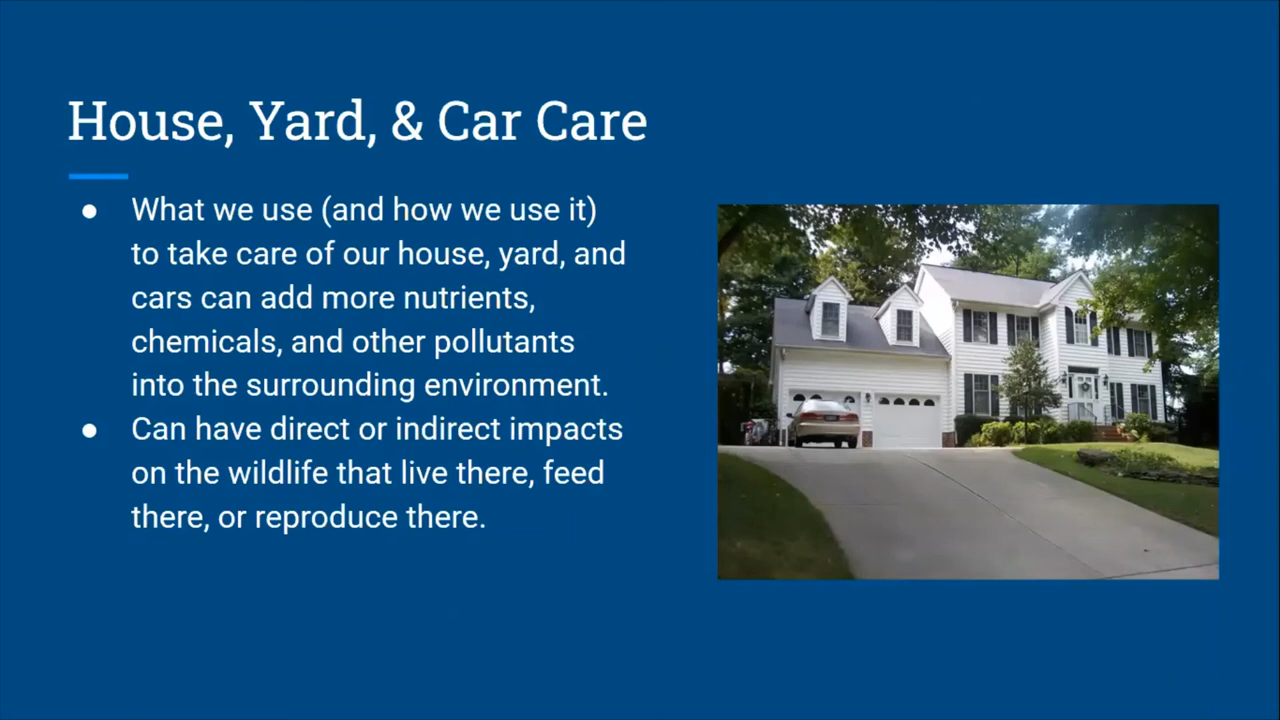 House, Yard, & Car Care
● What we use (and how we use it)
to take care of our house, yard, and
cars can add more nutrients,
chemicals, and other pollutants
into the surrounding environment.
● Can have direct or indirect impacts
on the wildlife that live there, feed
there, or reproduce there.